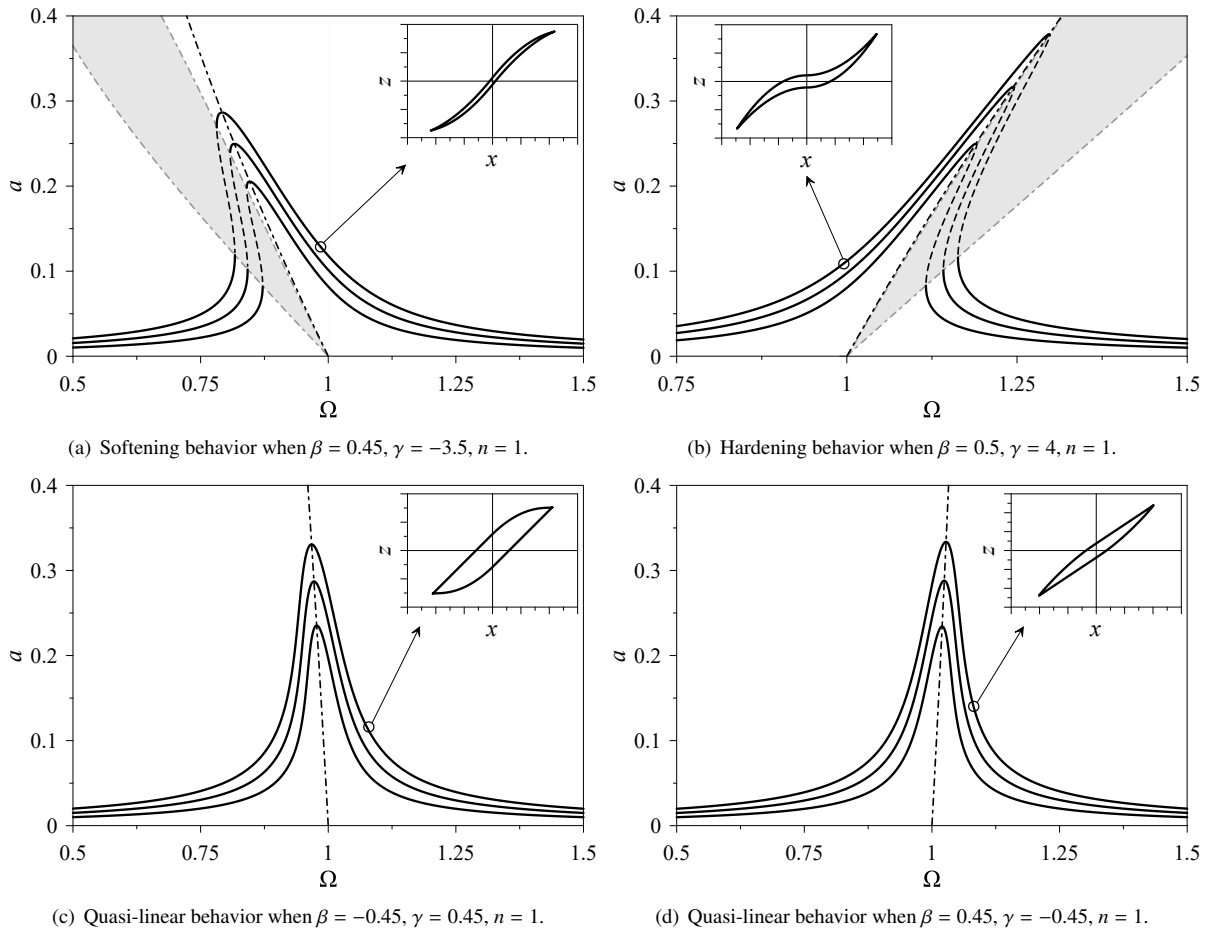 0.4
0.3
0.2
0.1
0
a
0.5
0.75
1
1.25
1.5
Ω
z
x
(a) Softening behavior when β = 0.45, γ = −3.5, n = 1.
0.4
0.3
0.2
0.1
0
a
0.75
1
1.25
1.5
Ω
z
x
(b) Hardening behavior when β = 0.5, γ = 4, n = 1.
0.4
0.3
0.2
0.1
0
a
0.5
0.75
1
1.25
1.5
Ω
z
x
(c) Quasi-linear behavior when β = −0.45, γ = 0.45, n = 1.
0.4
0.3
0.2
0.1
0
a
0.5
0.75
1
1.25
1.5
Ω
z
x
(d) Quasi-linear behavior when β = 0.45, γ = −0.45, n = 1.